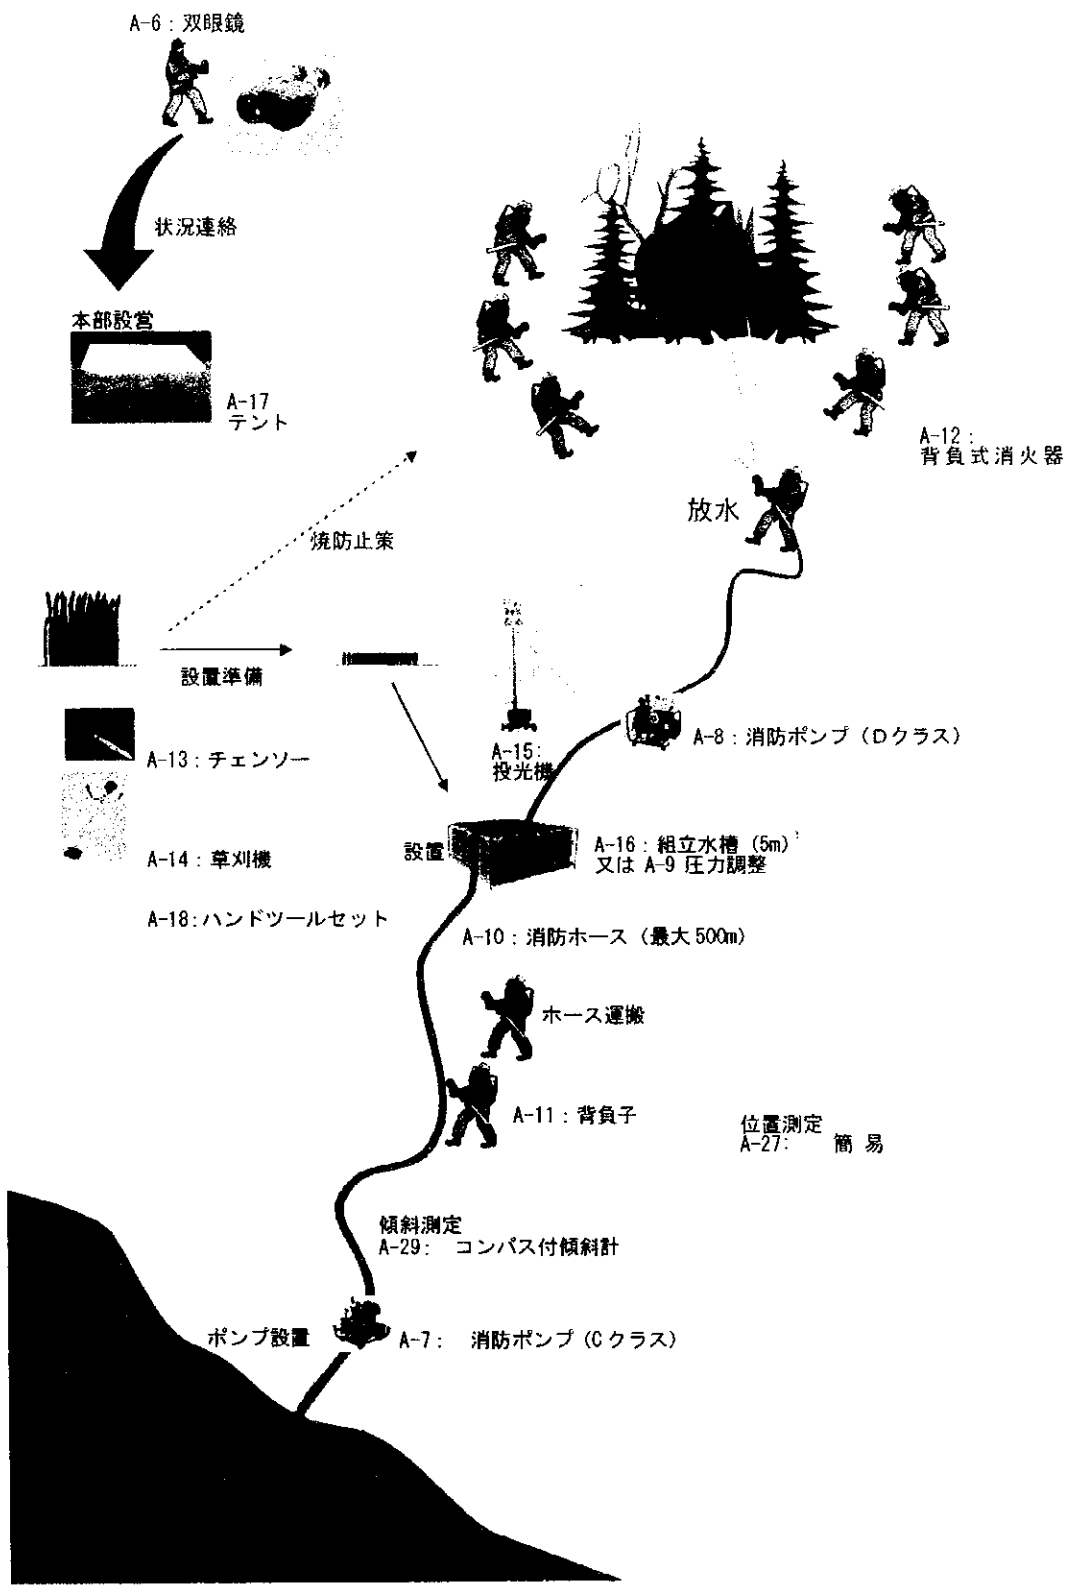 A-6：双眼鏡
状況連絡
本部設営
A-17
テント
A-12：
背負式消火器
放水
焼防止策
設置準備
A-13：チェンソー
A-15：
投光機
A-8：消防ポンプ（Dクラス）
A-14：草刈機
設置
A-16：組立水槽（5m）
又は A-9 圧力調整
A-18:ハンドツールセット
A-10：消防ホース（最大500m）
ホース運搬
A-11：背負子
位置測定
A-27: 簡易
傾斜測定
A-29: コンパス付傾斜計
ポンプ設置
A-7: 消防ポンプ（Cクラス）